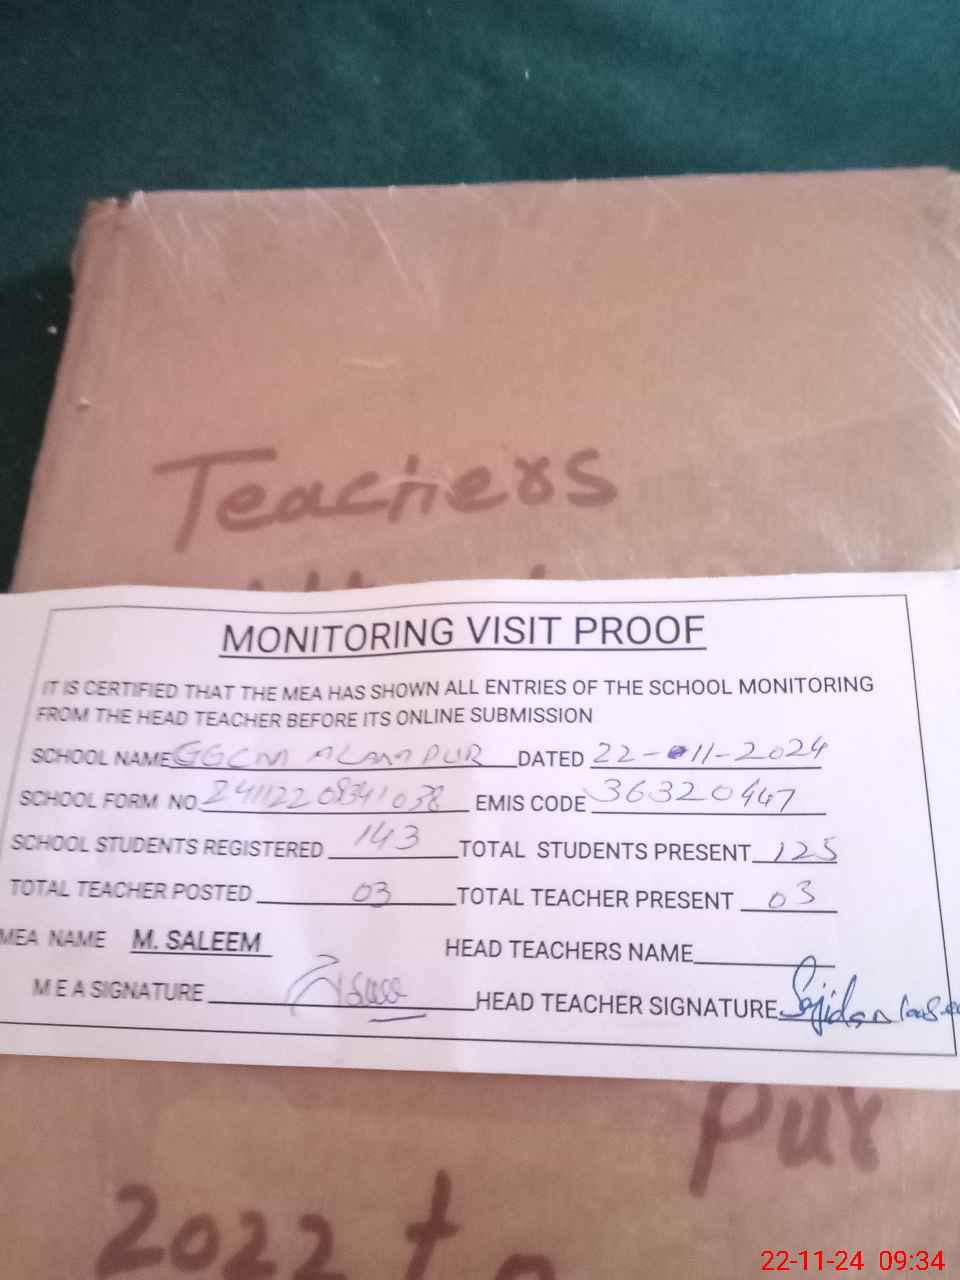 Teachers
MONITORING VISIT PROOF
IT IS CERTIFIED THAT THE MEA HAS SHOWN ALL ENTRIES OF THE SCHOOL MONITORING
FROM THE HEAD TEACHER BEFORE ITS ONLINE SUBMISSION
SCHOOL NAME GGCM ALAMPUR DATED 22-11-2024
SCHOOL FORM NO. EMIS CODE 36320447
SCHOOL STUDENTS REGISTERED 143 TOTAL STUDENTS PRESENT 125
TOTAL TEACHER POSTED 03 TOTAL TEACHER PRESENT 03
MEA NAME M. SALEEM HEAD TEACHERS NAME
M E A SIGNATURE HEAD TEACHER SIGNATURE
Pur
2022 to
22-11-24 09:34